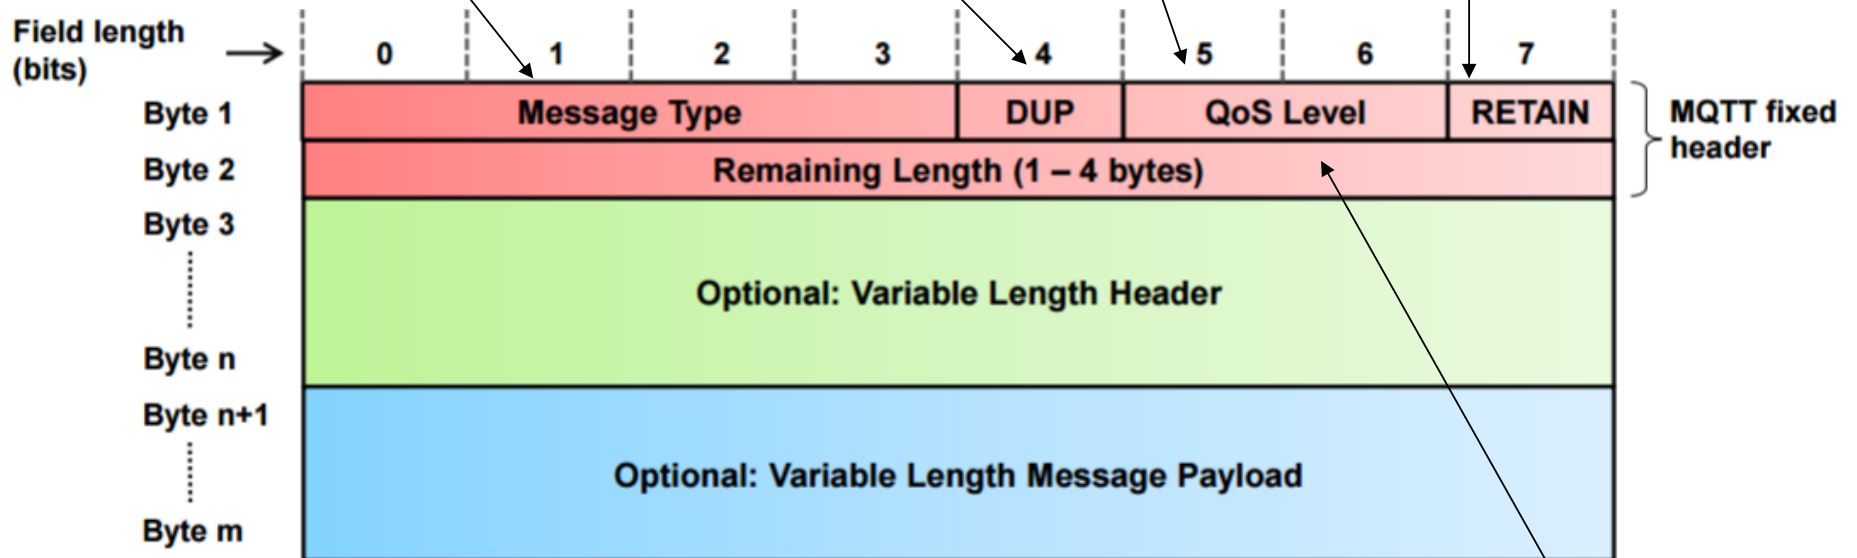 Field length
(bits)
0 1 2 3 4 5 6 7
Byte 1 Message Type DUP QoS Level RETAIN
MQTT fixed
header
Byte 2 Remaining Length (1 – 4 bytes)
Byte 3
Optional: Variable Length Header
Byte n
Byte n+1
Optional: Variable Length Message Payload
Byte m